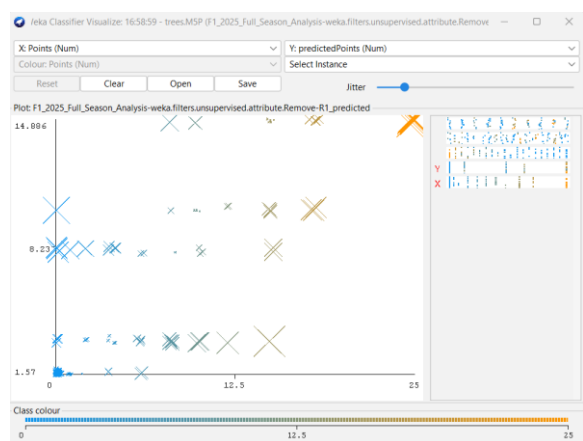 /eka Classifier Visualize: 16:58:59 - trees.M5P (F1_2025_Full_Season_Analysis-weka.filters.unsupervised.attribute.Remove
X: Points (Num)
Y: predictedPoints (Num)
Colour: Points (Num)
Select Instance
Reset
Clear
Open
Save
Jitter
Plot: F1_2025_Full_Season_Analysis-weka.filters.unsupervised.attribute.Remove-R1_predicted
14.886
8.23
1.57
0
12.5
25
Y
X
Class colour
0
12.5
25